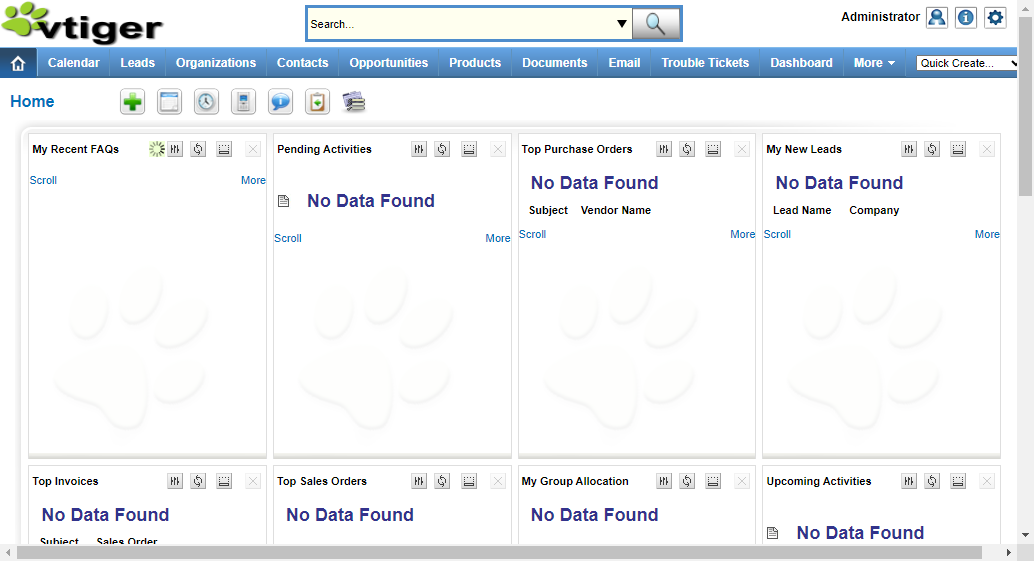 vtiger
Search...
Administrator
Calendar Leads Organizations Contacts Opportunities Products Documents Email Trouble Tickets Dashboard More Quick Create...
Home
My Recent FAQs
Scroll More
Pending Activities
No Data Found
Scroll More
Top Purchase Orders
No Data Found
Subject Vendor Name
Scroll More
My New Leads
No Data Found
Lead Name Company
Scroll More
Top Invoices
No Data Found
Subject Sales Order
Top Sales Orders
No Data Found
My Group Allocation
No Data Found
Upcoming Activities
No Data Found